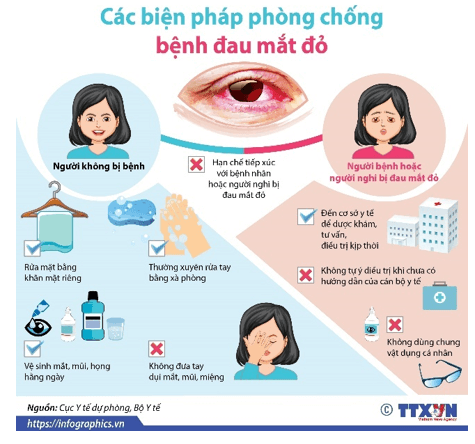 Các biện pháp phòng chống
bệnh đau mắt đỏ
Người không bị bệnh
Hạn chế tiếp xúc
với bệnh nhân
hoặc người nghi bị
đau mắt đỏ
Người bệnh hoặc
người nghi bị đau mắt đỏ
Rửa mặt bằng
khăn mặt riêng
Thường xuyên rửa tay
bằng xà phòng
Vệ sinh mắt, mũi, họng
hằng ngày
Không đưa tay
dụi mắt, mũi, miệng
Đến cơ sở y tế
để được khám,
tư vấn,
điều trị kịp thời
Không tự ý điều trị khi chưa có
hướng dẫn của cán bộ y tế
Không dùng chung
vật dụng cá nhân
Nguồn: Cục Y tế dự phòng, Bộ Y tế
https://infographics.vn
© TTXVN
Vietnam News Agency